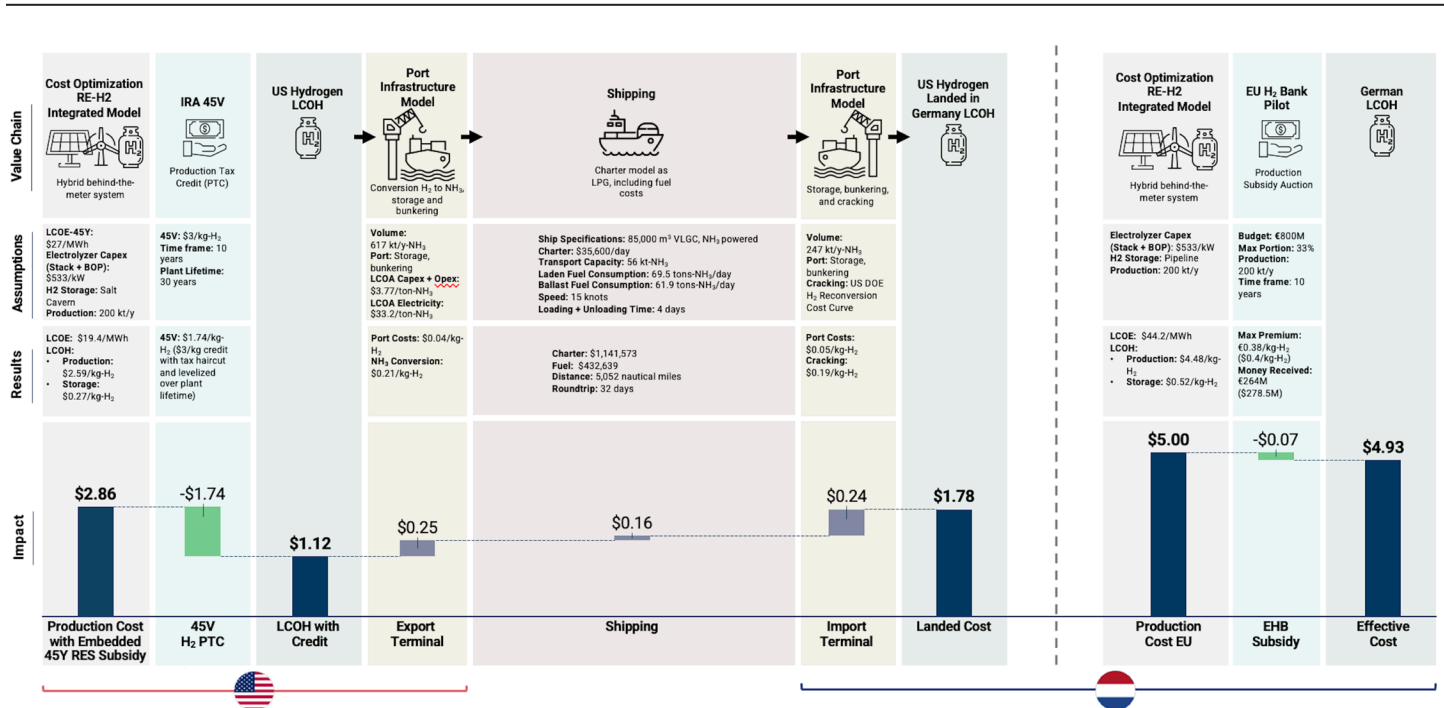 Value Chain
Cost Optimization
RE-H2
Integrated Model
Hybrid behind-the-
meter system
IRA 45V
Production Tax
Credit (PTC)
US Hydrogen
LCOH
H2
Port
Infrastructure
Model
Conversion H₂ to NH₃,
storage and
bunkering
Shipping
Charter model as
LPG, including fuel
costs
Port
Infrastructure
Model
Storage, bunkering,
and cracking
US Hydrogen
Landed in
Germany LCOH
H2
Cost Optimization
RE-H2
Integrated Model
Hybrid behind-the-
meter system
EU H₂ Bank
Pilot
Production
Subsidy Auction
German
LCOH
H2
Assumptions
LCOE-45Y:
$27/MWh
Electrolyzer Capex
(Stack + BOP):
$533/kW
H2 Storage: Salt
Cavern
Production: 200 kt/y
45V: $3/kg-H₂
Time frame: 10
years
Plant Lifetime:
30 years
Volume:
617 kt/y-NH₃
Port: Storage,
bunkering
LCOA Capex + Opex:
$3.77/ton-NH₃
LCOA Electricity:
$33.2/ton-NH₃
Ship Specifications: 85,000 m³ VLGC, NH₃ powered
Charter: $35,600/day
Transport Capacity: 56 kt-NH₃
Laden Fuel Consumption: 69.5 tons-NH₃/day
Ballast Fuel Consumption: 61.9 tons-NH₃/day
Speed: 15 knots
Loading + Unloading Time: 4 days
Volume:
247 kt/y-NH₃
Port: Storage,
bunkering
Cracking: US DOE
H₂ Reconversion
Cost Curve
Electrolyzer Capex
(Stack + BOP): $533/kW
H2 Storage: Pipeline
Production: 200 kt/y
Budget: €800M
Max Portion: 33%
Production:
200 kt/y
Time frame: 10
years
Results
LCOE: $19.4/MWh
LCOH:
• Production:
$2.59/kg-H₂
• Storage:
$0.27/kg-H₂
45V: $1.74/kg-
H₂ ($3/kg credit
with tax haircut
and levelized
over plant
lifetime)
Port Costs: $0.04/kg-
H₂
NH₃ Conversion:
$0.21/kg-H₂
Charter: $1,141,573
Fuel: $432,639
Distance: 5,052 nautical miles
Roundtrip: 32 days
Port Costs:
$0.05/kg-H₂
Cracking:
$0.19/kg-H₂
LCOE: $44.2/MWh
LCOH:
• Production: $4.48/kg-
H₂
• Storage: $0.52/kg-H₂
Max Premium:
€0.38/kg-H₂
($0.4/kg-H₂)
Money Received:
€264M
($278.5M)
Impact
$2.86
-$1.74
$1.12
$0.25
$0.16
$0.24
$1.78
$5.00
-$0.07
$4.93
Production Cost
with Embedded
45Y RES Subsidy
45V
H₂ PTC
LCOH with
Credit
Export
Terminal
Shipping
Import
Terminal
Landed Cost
Production
Cost EU
EHB
Subsidy
Effective
Cost